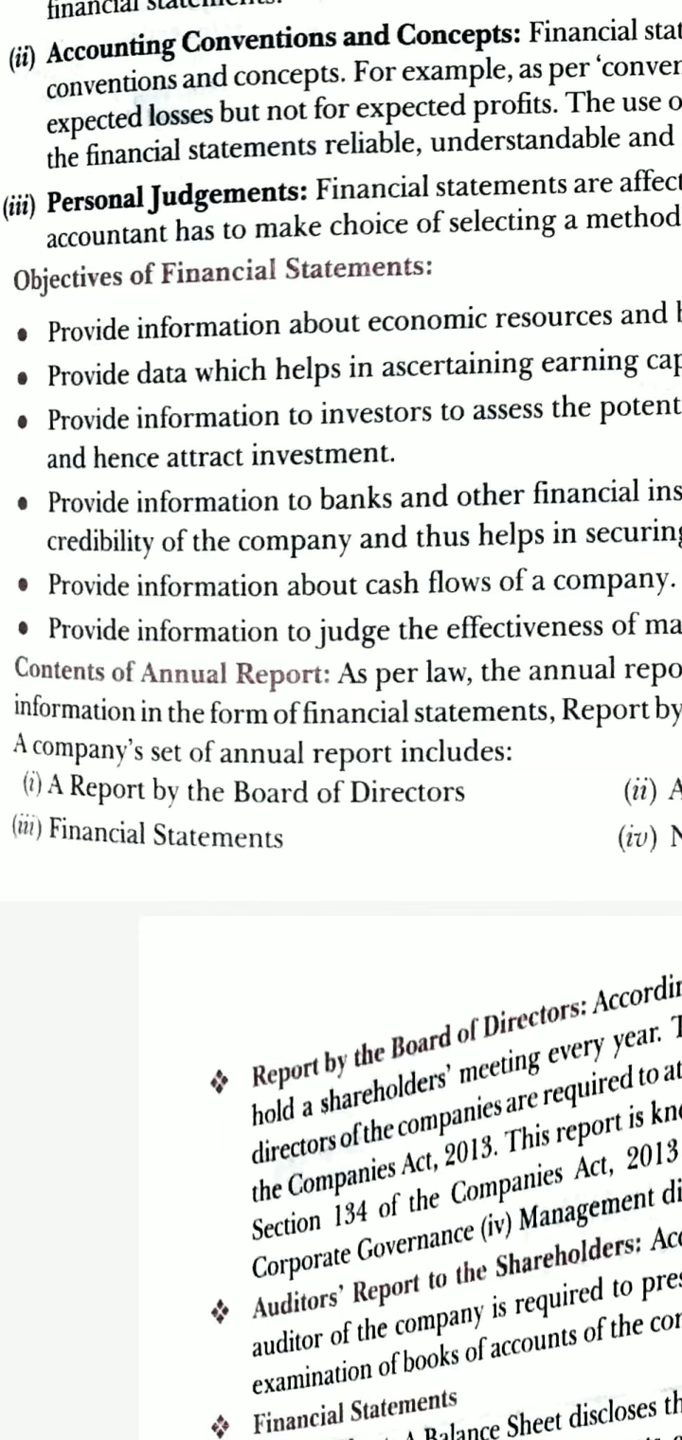 financial statements.
(ii) Accounting Conventions and Concepts: Financial stat
conventions and concepts. For example, as per ‘conver
expected losses but not for expected profits. The use o
the financial statements reliable, understandable and
(iii) Personal Judgements: Financial statements are affect
accountant has to make choice of selecting a method
Objectives of Financial Statements:
• Provide information about economic resources and
• Provide data which helps in ascertaining earning cap
• Provide information to investors to assess the potent
and hence attract investment.
• Provide information to banks and other financial ins
credibility of the company and thus helps in securing
• Provide information about cash flows of a company.
• Provide information to judge the effectiveness of ma
Contents of Annual Report: As per law, the annual repo
information in the form of financial statements, Report by
A company’s set of annual report includes:
(i) A Report by the Board of Directors (ii) A
(iii) Financial Statements (iv) N
❖ Report by the Board of Directors: Accordin
hold a shareholders’ meeting every year. T
directors of the companies are required to at
the Companies Act, 2013. This report is kno
Section 134 of the Companies Act, 2013
Corporate Governance (iv) Management di
❖ Auditors’ Report to the Shareholders: Acc
auditor of the company is required to pres
examination of books of accounts of the cor
❖ Financial Statements
A Balance Sheet discloses th